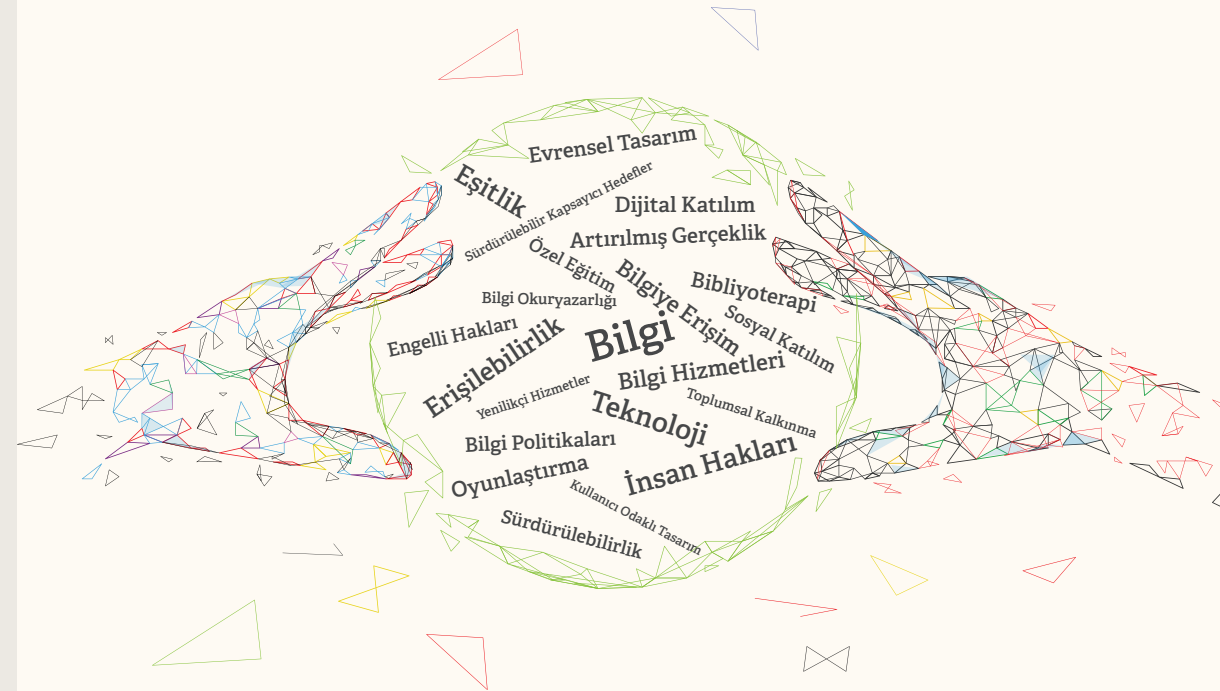 Evrensel Tasarım
Eşitlik
Sürdürülebilir Kapsayıcı Hedefler
Dijital Katılım
Artırılmış Gerçeklik
Özel Eğitim
Bilgiye Erişim
Bibliyoterapi
Bilgi Okuryazarlığı
Sosyal Katılım
Engelli Hakları
Bilgi
Erişilebilirlik
Bilgi Hizmetleri
Yenilikçi Hizmetler
Toplumsal Kalkınma
Teknoloji
Bilgi Politikaları
İnsan Hakları
Oyunlaştırma
Kullanıcı Odaklı Tasarım
Sürdürülebilirlik